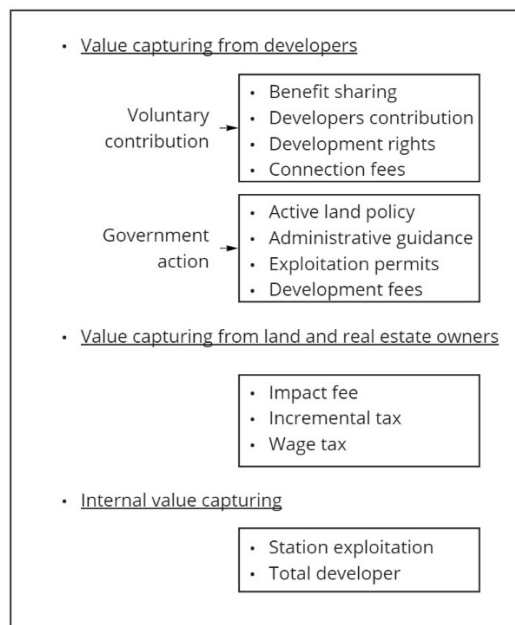 • Value capturing from developers
Voluntary
contribution
• Benefit sharing
• Developers contribution
• Development rights
• Connection fees
Government
action
• Active land policy
• Administrative guidance
• Exploitation permits
• Development fees
• Value capturing from land and real estate owners
• Impact fee
• Incremental tax
• Wage tax
• Internal value capturing
• Station exploitation
• Total developer